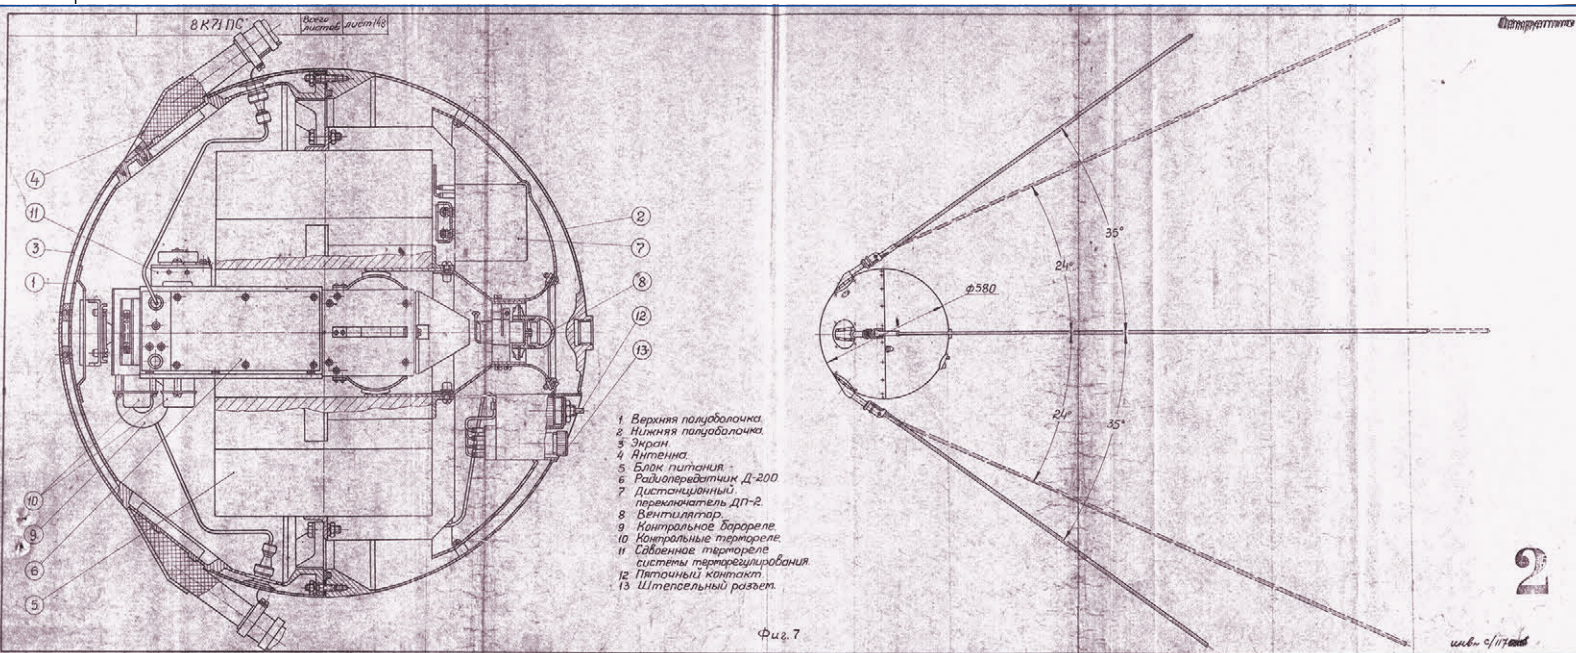 8К71ПС
Всего
листов
лист 148
4
11
3
1
10
9
6
5
2
7
8
12
13
1 Верхняя полуоболочка.
2 Нижняя полуоболочка.
3 Экран.
4 Антенна.
5 Блок питания.
6 Радиопередатчик Д-200
7 Дистанционный
переключатель ДП-2.
8 Вентилятор.
9 Контрольное барореле.
10 Контрольные термореле.
11 Сдвоенное термореле
системы терморегулирования.
12 Пяточный контакт.
13 Штепсельный разъем.
Фиг. 7
35°
24°
ф580
24°
35°
2
инв. с/117